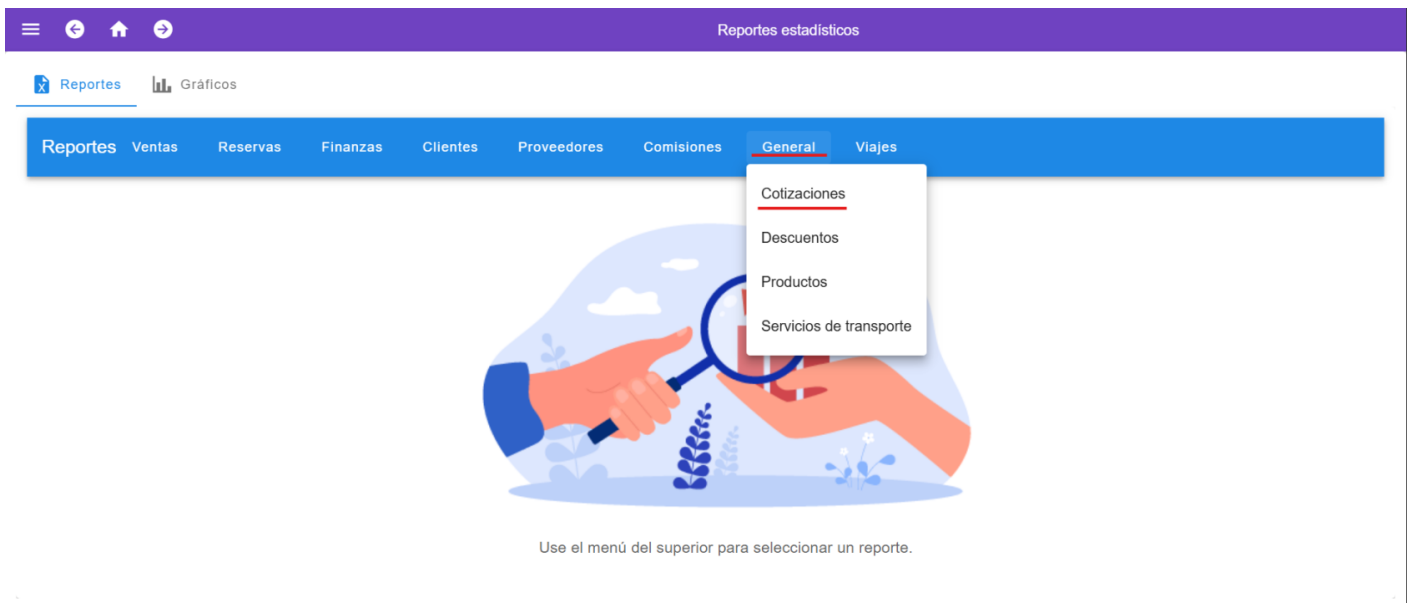 Reportes estadísticos
Reportes Gráficos
Reportes Ventas Reservas Finanzas Clientes Proveedores Comisiones General Viajes
Cotizaciones
Descuentos
Productos
Servicios de transporte
Use el menú del superior para seleccionar un reporte.